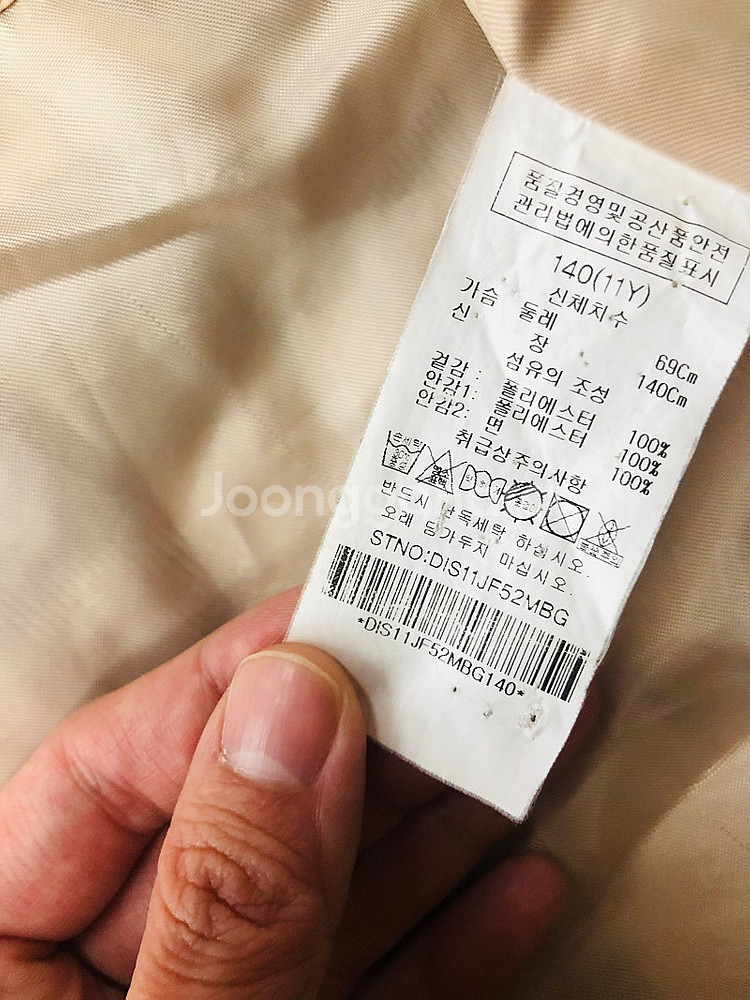 품질경영및공산품안전
관리법에의한품질표시
140(11Y)
신체치수
가슴 둘레 69Cm
신 장 140Cm
섬유의 조성
겉감 : 폴리에스터 100%
안감1: 폴리에스터 100%
안감2: 면 100%
취급상주의사항
손세탁
반드시 단독세탁 하십시오.
오래 담가두지 마십시오.
STNO:DIS11JF52MBG
*DIS11JF52MBG140*
Joongg